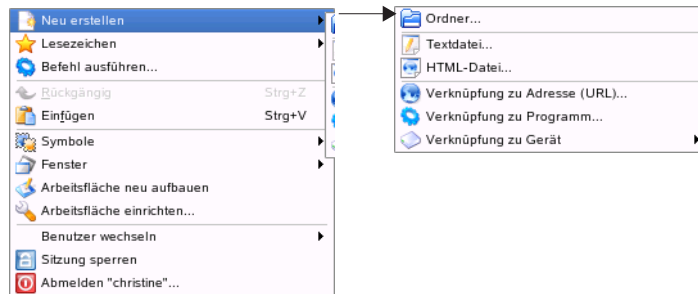 Neu erstellen
Lesezeichen
Befehl ausführen...
Rückgängig Strg+Z
Einfügen Strg+V
Symbole
Fenster
Arbeitsfläche neu aufbauen
Arbeitsfläche einrichten...
Benutzer wechseln
Sitzung sperren
Abmelden "christine"...
Ordner...
Textdatei...
HTML-Datei...
Verknüpfung zu Adresse (URL)...
Verknüpfung zu Programm...
Verknüpfung zu Gerät